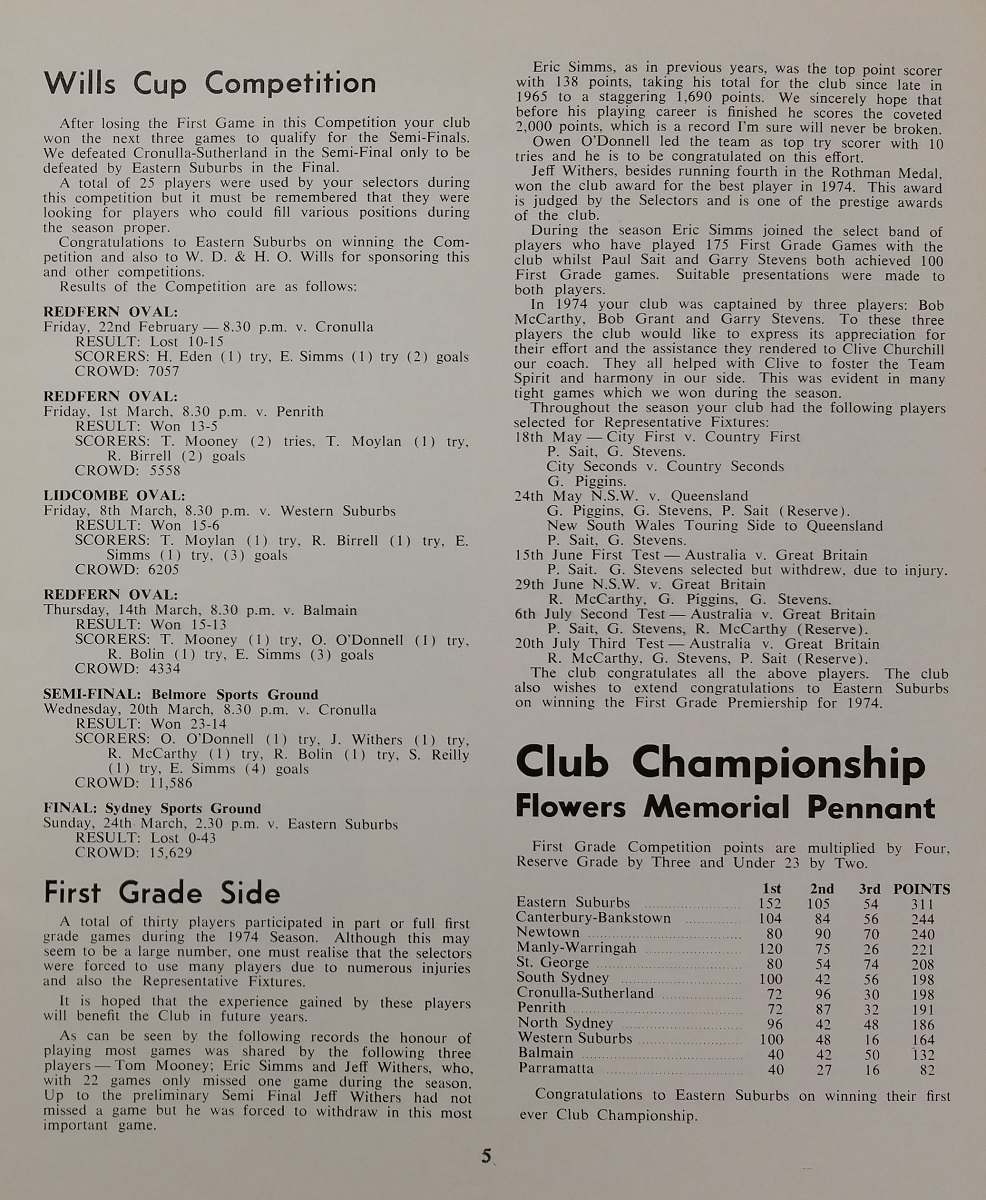 Wills Cup Competition
After losing the First Game in this Competition your club
won the next three games to qualify for the Semi-Finals.
We defeated Cronulla-Sutherland in the Semi-Final only to be
defeated by Eastern Suburbs in the Final.
A total of 25 players were used by your selectors during
this competition but it must be remembered that they were
looking for players who could fill various positions during
the season proper.
Congratulations to Eastern Suburbs on winning the Com-
petition and also to W. D. & H. O. Wills for sponsoring this
and other competitions.
Results of the Competition are as follows:
REDFERN OVAL:
Friday, 22nd February — 8.30 p.m. v. Cronulla
RESULT: Lost 10-15
SCORERS: H. Eden (1) try, E. Simms (1) try (2) goals
CROWD: 7057
REDFERN OVAL:
Friday, 1st March, 8.30 p.m. v. Penrith
RESULT: Won 13-5
SCORERS: T. Mooney (2) tries, T. Moylan (1) try,
R. Birrell (2) goals
CROWD: 5558
LIDCOMBE OVAL:
Friday, 8th March, 8.30 p.m. v. Western Suburbs
RESULT: Won 15-6
SCORERS: T. Moylan (1) try, R. Birrell (1) try, E.
Simms (1) try, (3) goals
CROWD: 6205
REDFERN OVAL:
Thursday, 14th March, 8.30 p.m. v. Balmain
RESULT: Won 15-13
SCORERS: T. Mooney (1) try, O. O'Donnell (1) try,
R. Bolin (1) try, E. Simms (3) goals
CROWD: 4334
SEMI-FINAL: Belmore Sports Ground
Wednesday, 20th March, 8.30 p.m. v. Cronulla
RESULT: Won 23-14
SCORERS: O. O'Donnell (1) try, J. Withers (1) try,
R. McCarthy (1) try, R. Bolin (1) try, S. Reilly
(1) try, E. Simms (4) goals
CROWD: 11,586
FINAL: Sydney Sports Ground
Sunday, 24th March, 2.30 p.m. v. Eastern Suburbs
RESULT: Lost 0-43
CROWD: 15,629
First Grade Side
A total of thirty players participated in part or full first
grade games during the 1974 Season. Although this may
seem to be a large number, one must realise that the selectors
were forced to use many players due to numerous injuries
and also the Representative Fixtures.
It is hoped that the experience gained by these players
will benefit the Club in future years.
As can be seen by the following records the honour of
playing most games was shared by the following three
players — Tom Mooney; Eric Simms and Jeff Withers, who,
with 22 games only missed one game during the season.
Up to the preliminary Semi Final Jeff Withers had not
missed a game but he was forced to withdraw in this most
important game.
Eric Simms, as in previous years, was the top point scorer
with 138 points, taking his total for the club since late in
1965 to a staggering 1,690 points. We sincerely hope that
before his playing career is finished he scores the coveted
2,000 points, which is a record I'm sure will never be broken.
Owen O'Donnell led the team as top try scorer with 10
tries and he is to be congratulated on this effort.
Jeff Withers, besides running fourth in the Rothman Medal,
won the club award for the best player in 1974. This award
is judged by the Selectors and is one of the prestige awards
of the club.
During the season Eric Simms joined the select band of
players who have played 175 First Grade Games with the
club whilst Paul Sait and Garry Stevens both achieved 100
First Grade games. Suitable presentations were made to
both players.
In 1974 your club was captained by three players: Bob
McCarthy, Bob Grant and Garry Stevens. To these three
players the club would like to express its appreciation for
their effort and the assistance they rendered to Clive Churchill
our coach. They all helped with Clive to foster the Team
Spirit and harmony in our side. This was evident in many
tight games which we won during the season.
Throughout the season your club had the following players
selected for Representative Fixtures:
18th May — City First v. Country First
P. Sait, G. Stevens.
City Seconds v. Country Seconds
G. Piggins.
24th May N.S.W. v. Queensland
G. Piggins, G. Stevens, P. Sait (Reserve).
New South Wales Touring Side to Queensland
P. Sait, G. Stevens.
15th June First Test — Australia v. Great Britain
P. Sait. G. Stevens selected but withdrew, due to injury.
29th June N.S.W. v. Great Britain
R. McCarthy, G. Piggins, G. Stevens.
6th July Second Test — Australia v. Great Britain
P. Sait, G. Stevens, R. McCarthy (Reserve).
20th July Third Test — Australia v. Great Britain
R. McCarthy, G. Stevens, P. Sait (Reserve).
The club congratulates all the above players. The club
also wishes to extend congratulations to Eastern Suburbs
on winning the First Grade Premiership for 1974.
Club Championship
Flowers Memorial Pennant
First Grade Competition points are multiplied by Four,
Reserve Grade by Three and Under 23 by Two.
1st 2nd 3rd POINTS
Eastern Suburbs 152 105 54 311
Canterbury-Bankstown 104 84 56 244
Newtown 80 90 70 240
Manly-Warringah 120 75 26 221
St. George 80 54 74 208
South Sydney 100 42 56 198
Cronulla-Sutherland 72 96 30 198
Penrith 72 87 32 191
North Sydney 96 42 48 186
Western Suburbs 100 48 16 164
Balmain 40 42 50 132
Parramatta 40 27 16 82
Congratulations to Eastern Suburbs on winning their first
ever Club Championship.
5